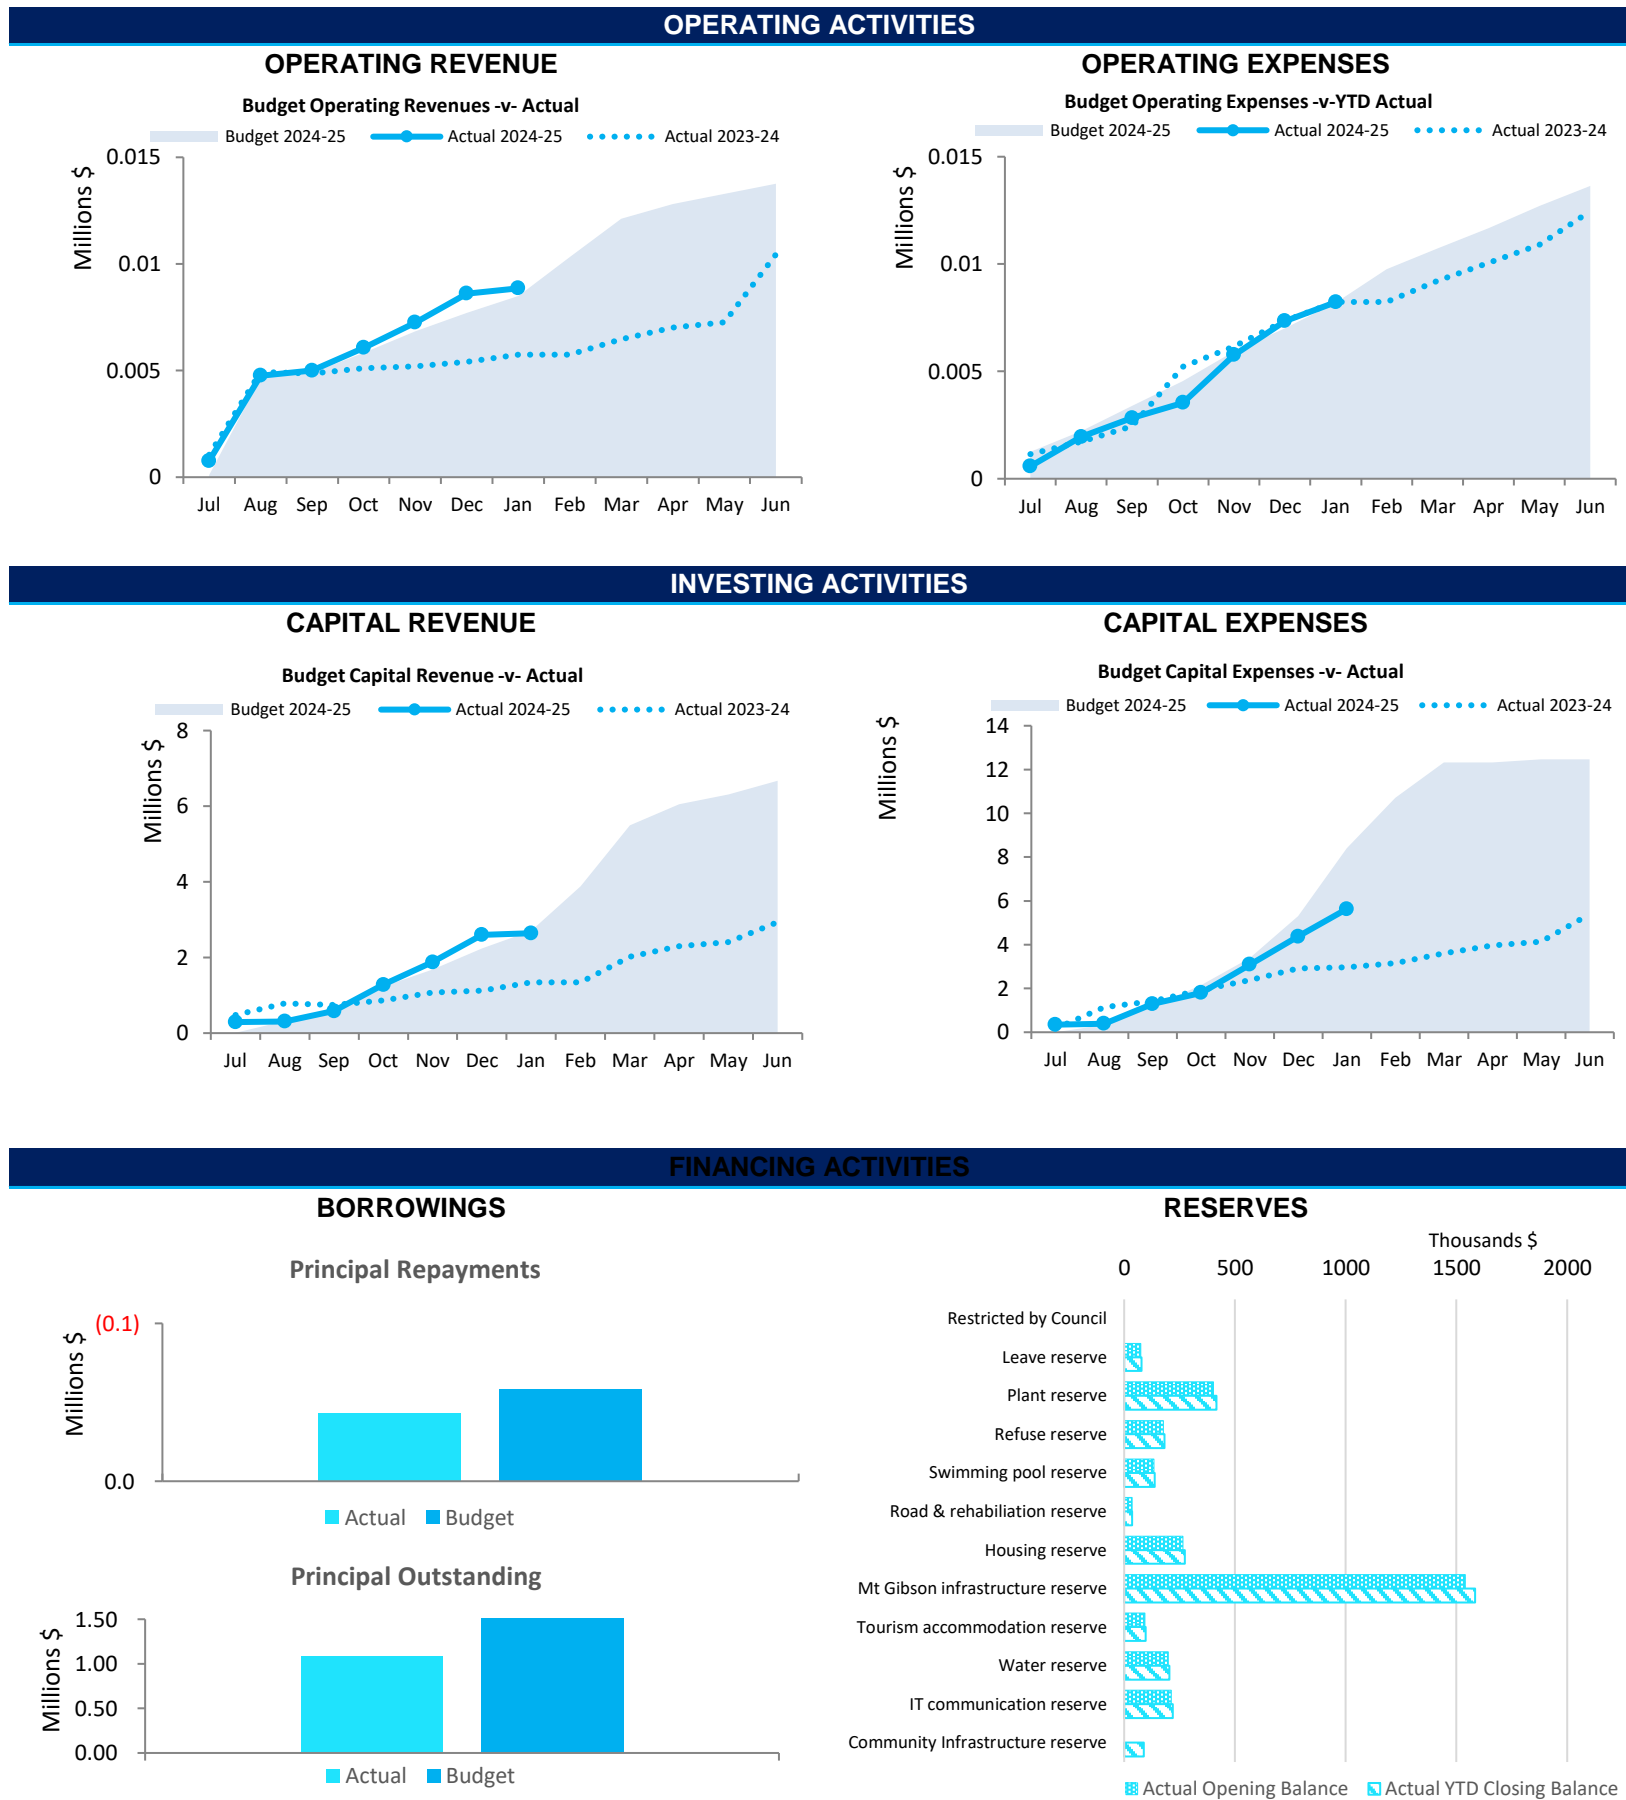 OPERATING ACTIVITIES
OPERATING REVENUE
Budget Operating Revenues -v- Actual
Budget 2024-25 Actual 2024-25 Actual 2023-24
Millions $
0.015
0.01
0.005
0
Jul Aug Sep Oct Nov Dec Jan Feb Mar Apr May Jun
OPERATING EXPENSES
Budget Operating Expenses -v-YTD Actual
Budget 2024-25 Actual 2024-25 Actual 2023-24
Millions $
0.015
0.01
0.005
0
Jul Aug Sep Oct Nov Dec Jan Feb Mar Apr May Jun
INVESTING ACTIVITIES
CAPITAL REVENUE
Budget Capital Revenue -v- Actual
Budget 2024-25 Actual 2024-25 Actual 2023-24
Millions $
8
6
4
2
0
Jul Aug Sep Oct Nov Dec Jan Feb Mar Apr May Jun
CAPITAL EXPENSES
Budget Capital Expenses -v- Actual
Budget 2024-25 Actual 2024-25 Actual 2023-24
Millions $
14
12
10
8
6
4
2
0
Jul Aug Sep Oct Nov Dec Jan Feb Mar Apr May Jun
FINANCING ACTIVITIES
BORROWINGS
Principal Repayments
Millions $
(0.1)
0.0
Actual Budget
Principal Outstanding
Millions $
1.50
1.00
0.50
0.00
Actual Budget
RESERVES
Thousands $
0 500 1000 1500 2000
Restricted by Council
Leave reserve
Plant reserve
Refuse reserve
Swimming pool reserve
Road & rehabiliation reserve
Housing reserve
Mt Gibson infrastructure reserve
Tourism accommodation reserve
Water reserve
IT communication reserve
Community Infrastructure reserve
Actual Opening Balance Actual YTD Closing Balance